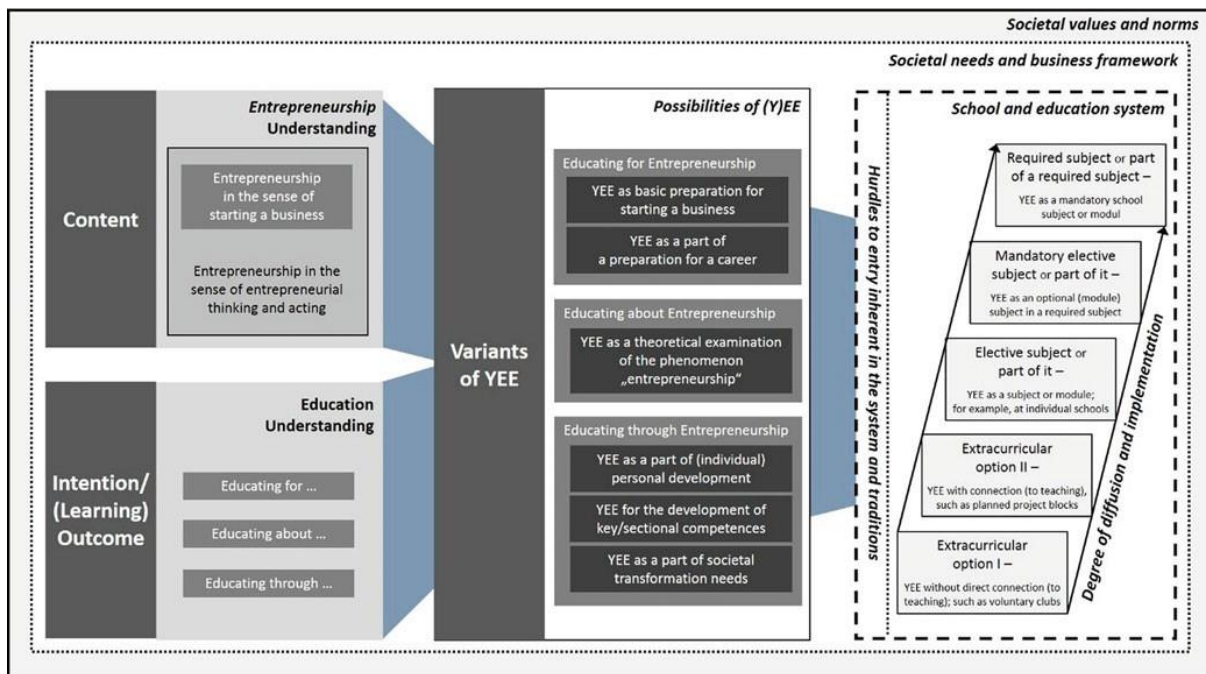 Societal values and norms
Societal needs and business framework
Content
Entrepreneurship
Understanding
Entrepreneurship
in the sense of
starting a business
Entrepreneurship in the
sense of entrepreneurial
thinking and acting
Intention/
(Learning)
Outcome
Education
Understanding
Educating for ...
Educating about ...
Educating through ...
Variants
of YEE
Possibilities of (Y)EE
Educating for Entrepreneurship
YEE as basic preparation for
starting a business
YEE as a part of
a preparation for a career
Educating about Entrepreneurship
YEE as a theoretical examination
of the phenomenon
„entrepreneurship“
Educating through Entrepreneurship
YEE as a part of (individual)
personal development
YEE for the development of
key/sectional competences
YEE as a part of societal
transformation needs
Hurdles to entry inherent in the system and traditions
School and education system
Required subject or part
of a required subject –
YEE as a mandatory school
subject or modul
Mandatory elective
subject or part of it –
YEE as an optional (module)
subject in a required subject
Elective subject or
part of it –
YEE as a subject or module;
for example, at individual schools
Extracurricular
option II –
YEE with connection (to teaching),
such as planned project blocks
Extracurricular
option I –
YEE without direct connection (to
teaching); such as voluntary clubs
Degree of diffusion and implementation